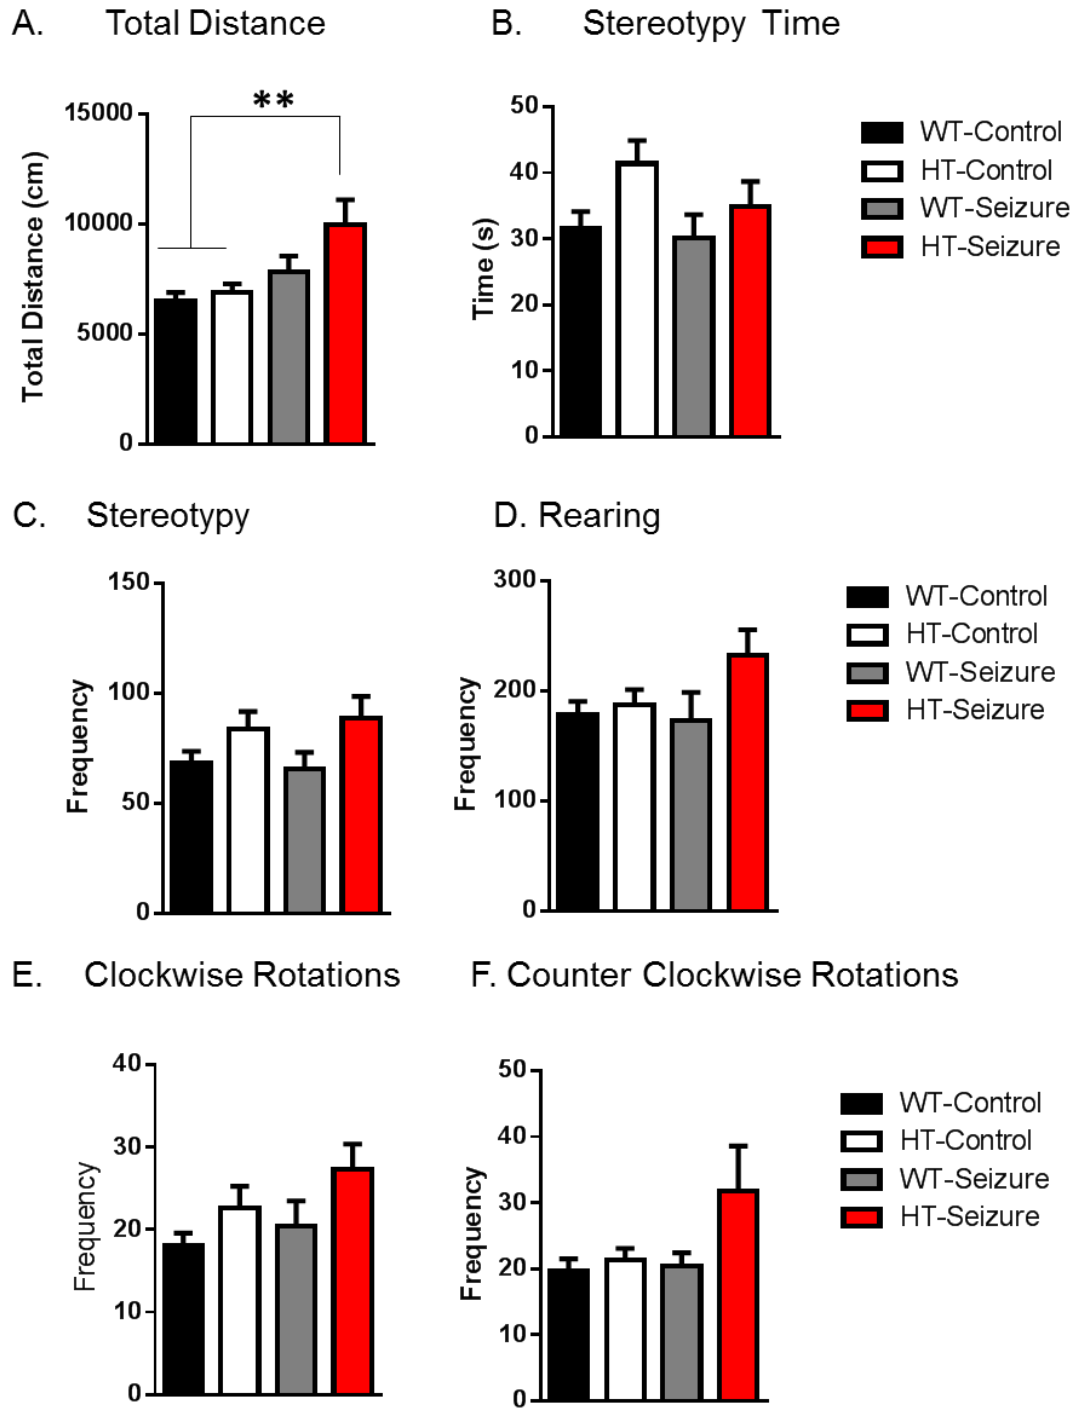 A. Total Distance
B. Stereotypy Time
**
15000
10000
5000
0
Total Distance (cm)
50
40
30
20
10
0
Time (s)
WT-Control
HT-Control
WT-Seizure
HT-Seizure
C. Stereotypy
D. Rearing
150
100
50
0
Frequency
300
200
100
0
Frequency
WT-Control
HT-Control
WT-Seizure
HT-Seizure
E. Clockwise Rotations
F. Counter Clockwise Rotations
40
30
20
10
0
Frequency
50
40
30
20
10
0
Frequency
WT-Control
HT-Control
WT-Seizure
HT-Seizure